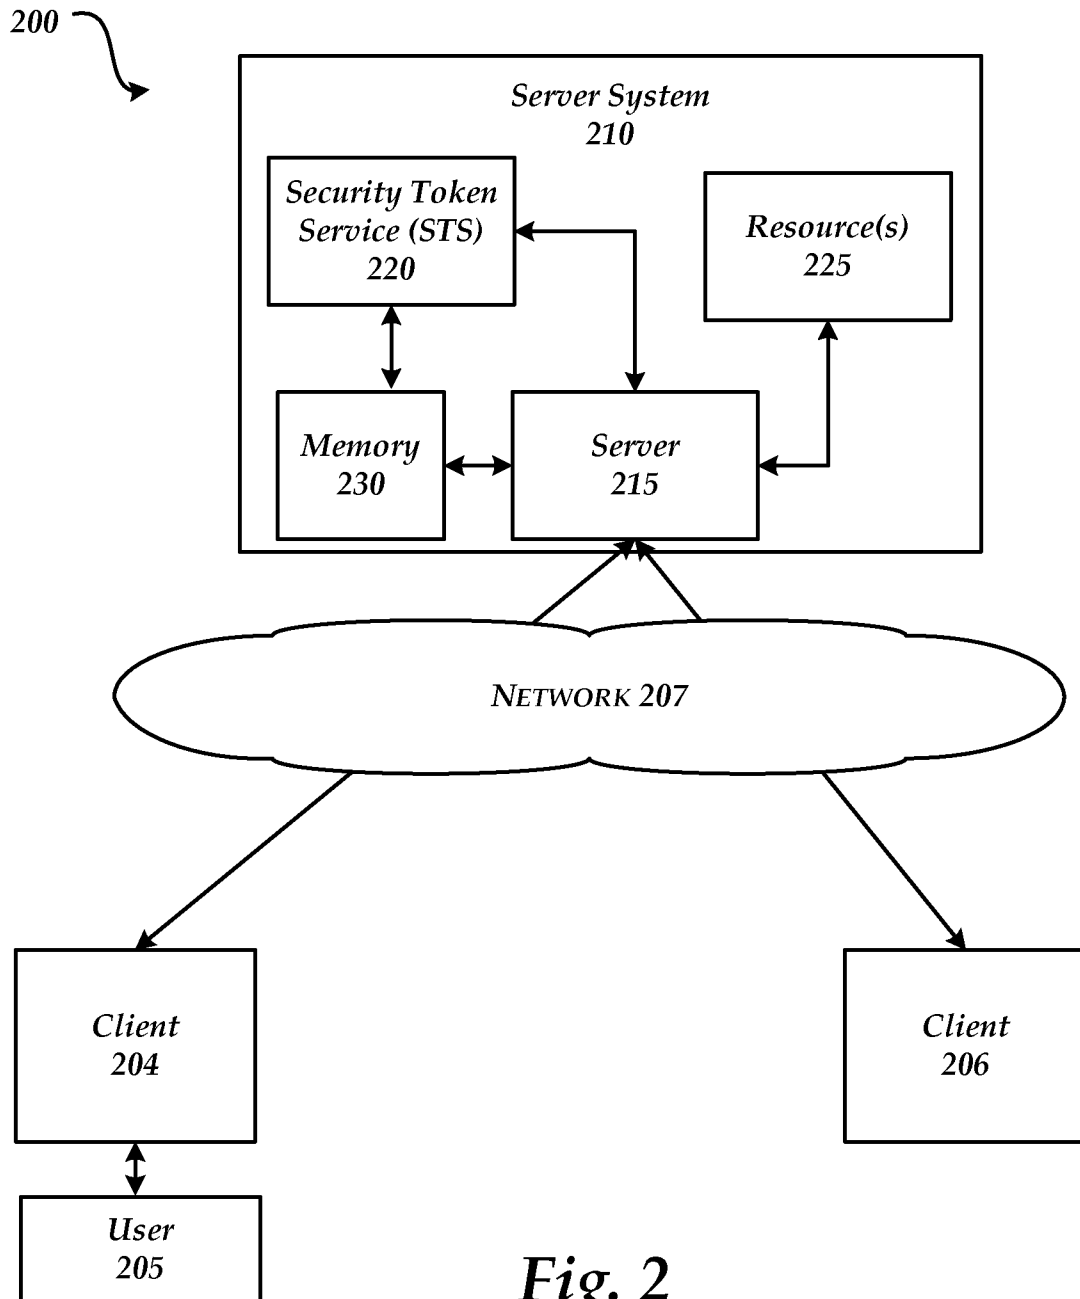 200
Server System
210
Security Token
Service (STS)
220
Resource(s)
225
Memory
230
Server
215
NETWORK 207
Client
204
Client
206
User
205
Fig. 2